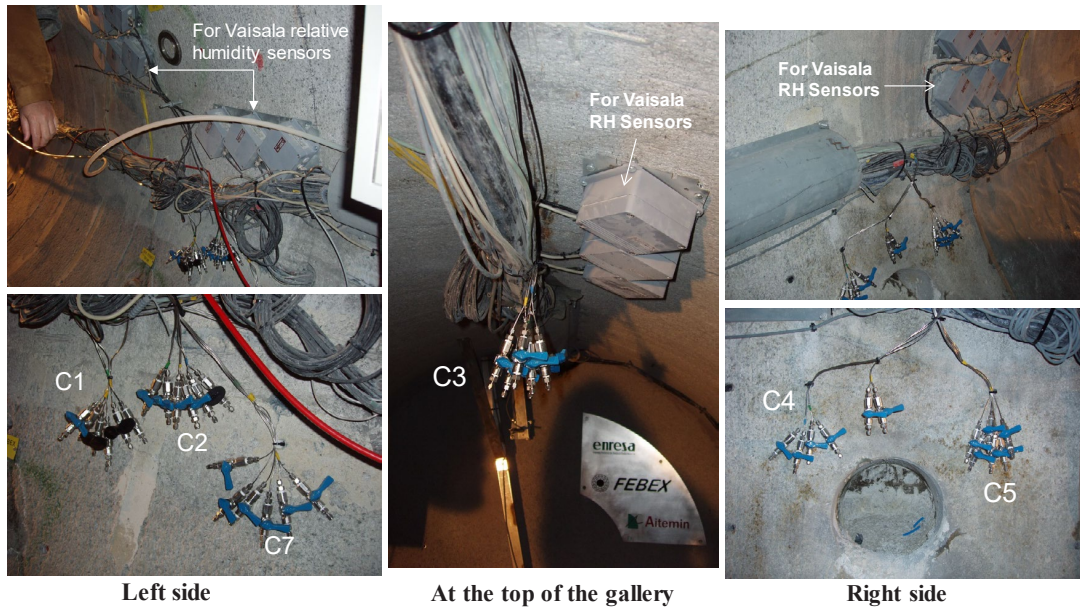 For Vaisala relative
humidity sensors
C1
C2
C7
Left side
For Vaisala
RH Sensors
C3
enresa
FEBEX
Aitemin
At the top of the gallery
For Vaisala
RH Sensors
C4
C5
Right side